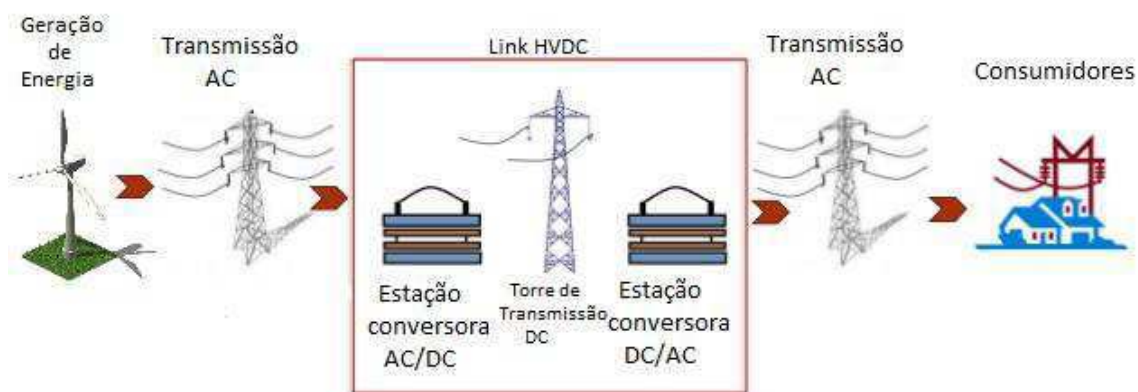 Geração
de
Energia
Transmissão
AC
Link HVDC
Transmissão
AC
Consumidores
Estação
conversora
AC/DC
Torre de
Transmissão
DC
Estação
conversora
DC/AC